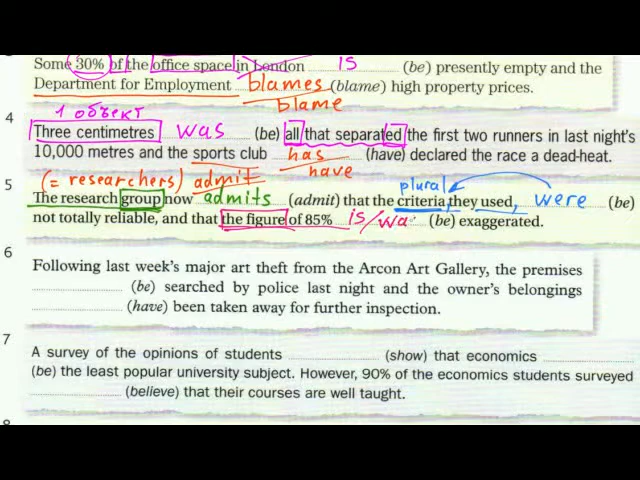 Some 30% of the office space in London is (be) presently empty and the
Department for Employment blames (blame) high property prices.
blame
1 объект
4
Three centimetres was (be) all that separated the first two runners in last night's
10,000 metres and the sports club has (have) declared the race a dead-heat.
have
(= researchers) admit
plural
5
The research group now admits (admit) that the criteria they used, were (be)
not totally reliable, and that the figure of 85% is/wa (be) exaggerated.
6
Following last week's major art theft from the Arcon Art Gallery, the premises
(be) searched by police last night and the owner's belongings
(have) been taken away for further inspection.
7
A survey of the opinions of students (show) that economics
(be) the least popular university subject. However, 90% of the economics students surveyed
(believe) that their courses are well taught.